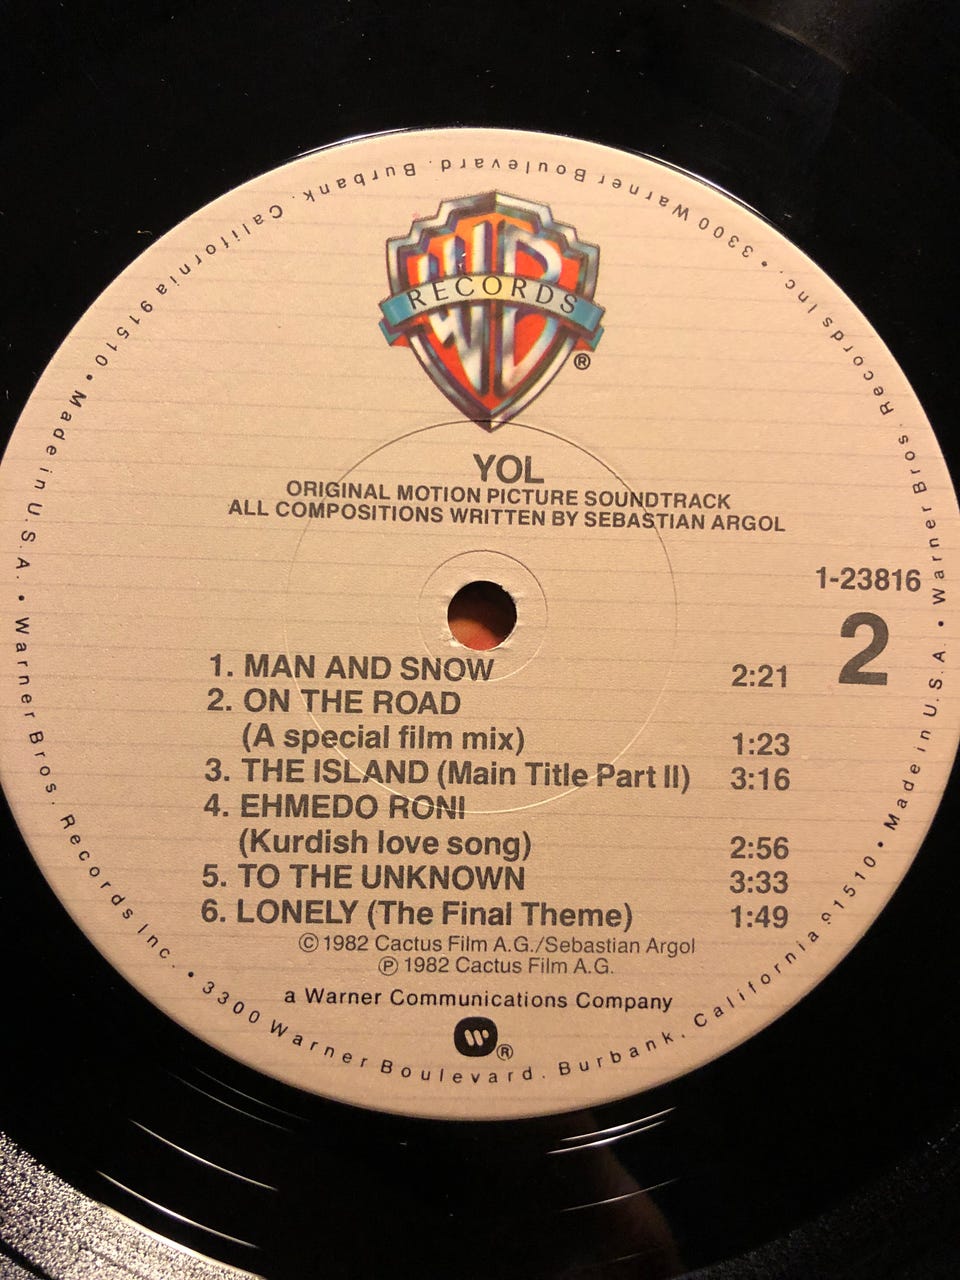 WB
RECORDS
®
YOL
ORIGINAL MOTION PICTURE SOUNDTRACK
ALL COMPOSITIONS WRITTEN BY SEBASTIAN ARGOL
1-23816
2
1. MAN AND SNOW 2:21
2. ON THE ROAD
(A special film mix) 1:23
3. THE ISLAND (Main Title Part II) 3:16
4. EHMEDO RONI
(Kurdish love song) 2:56
5. TO THE UNKNOWN 3:33
6. LONELY (The Final Theme) 1:49
© 1982 Cactus Film A.G./Sebastian Argol
℗ 1982 Cactus Film A.G.
a Warner Communications Company
W ®
Made in U.S.A. • Warner Bros. Records Inc. • 3300 Warner Boulevard. Burbank, California 91510 • Made in U.S.A. • Warner Bros. Records Inc. • 3300 Warner Boulevard. Burbank. California 91510 •